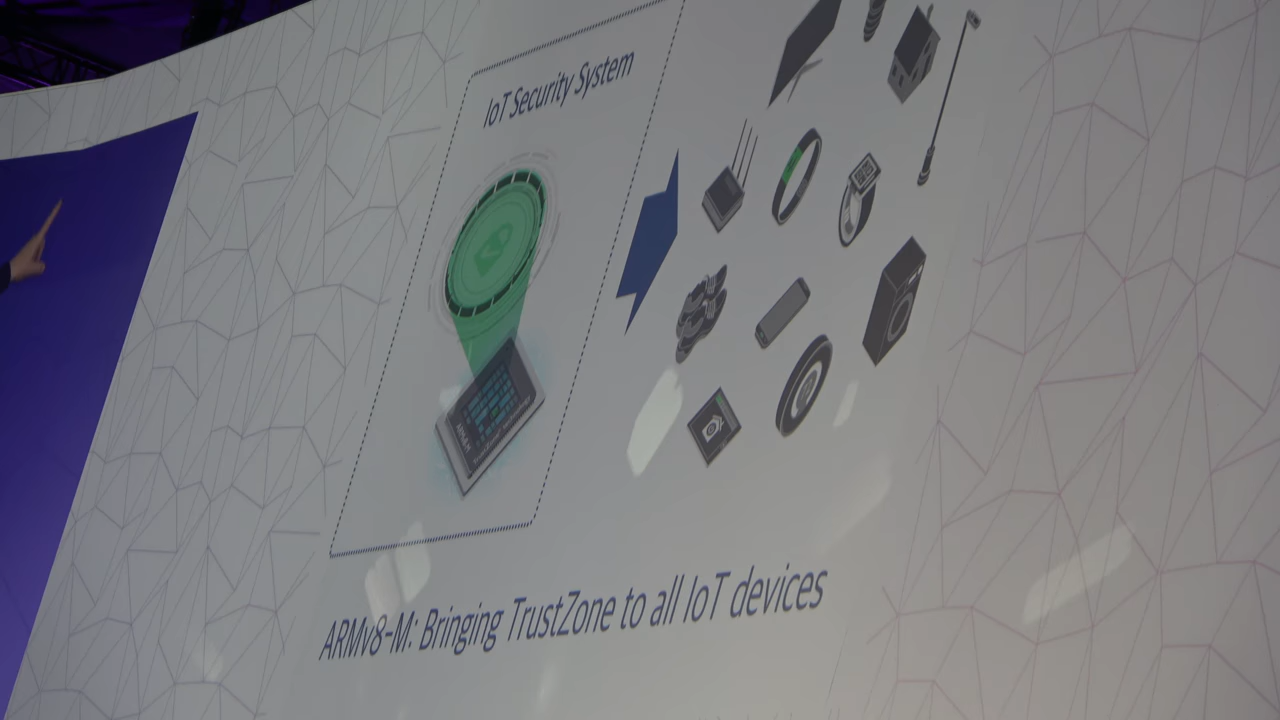 IoT Security System
ARMv8-M: Bringing TrustZone to all IoT devices